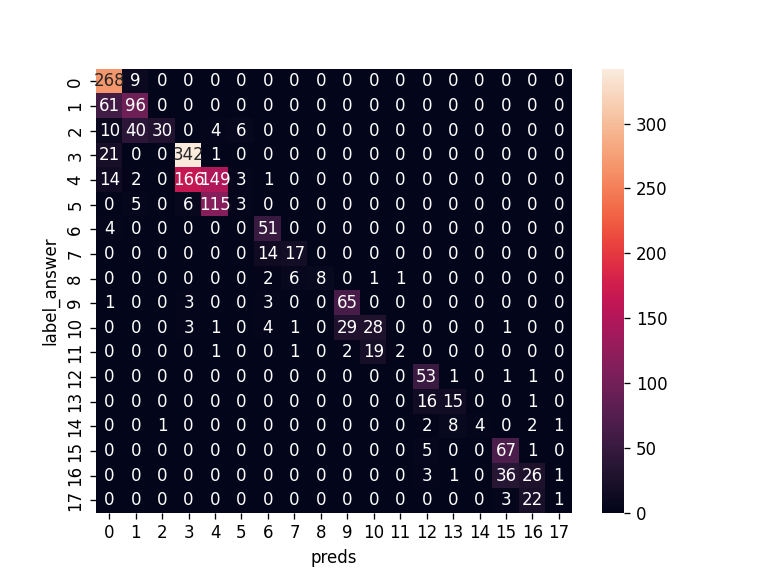 268 9 0 0 0 0 0 0 0 0 0 0 0 0 0 0 0 0
61 96 0 0 0 0 0 0 0 0 0 0 0 0 0 0 0 0
10 40 30 0 4 6 0 0 0 0 0 0 0 0 0 0 0 0
21 0 0 342 1 0 0 0 0 0 0 0 0 0 0 0 0 0
14 2 0 166 149 3 1 0 0 0 0 0 0 0 0 0 0 0
0 5 0 6 115 3 0 0 0 0 0 0 0 0 0 0 0 0
4 0 0 0 0 0 51 0 0 0 0 0 0 0 0 0 0 0
0 0 0 0 0 0 14 17 0 0 0 0 0 0 0 0 0 0
0 0 0 0 0 0 2 6 8 0 1 1 0 0 0 0 0 0
1 0 0 3 0 0 3 0 0 65 0 0 0 0 0 0 0 0
0 0 0 3 1 0 4 1 0 29 28 0 0 0 0 1 0 0
0 0 0 0 1 0 0 1 0 2 19 2 0 0 0 0 0 0
0 0 0 0 0 0 0 0 0 0 0 0 53 1 0 1 1 0
0 0 0 0 0 0 0 0 0 0 0 0 16 15 0 0 1 0
0 0 1 0 0 0 0 0 0 0 0 0 2 8 4 0 2 1
0 0 0 0 0 0 0 0 0 0 0 0 5 0 0 67 1 0
0 0 0 0 0 0 0 0 0 0 0 0 3 1 0 36 26 1
0 0 0 0 0 0 0 0 0 0 0 0 0 0 0 3 22 1
0 1 2 3 4 5 6 7 8 9 10 11 12 13 14 15 16 17
preds
label_answer
0 1 2 3 4 5 6 7 8 9 10 11 12 13 14 15 16 17
300
250
200
150
100
50
0